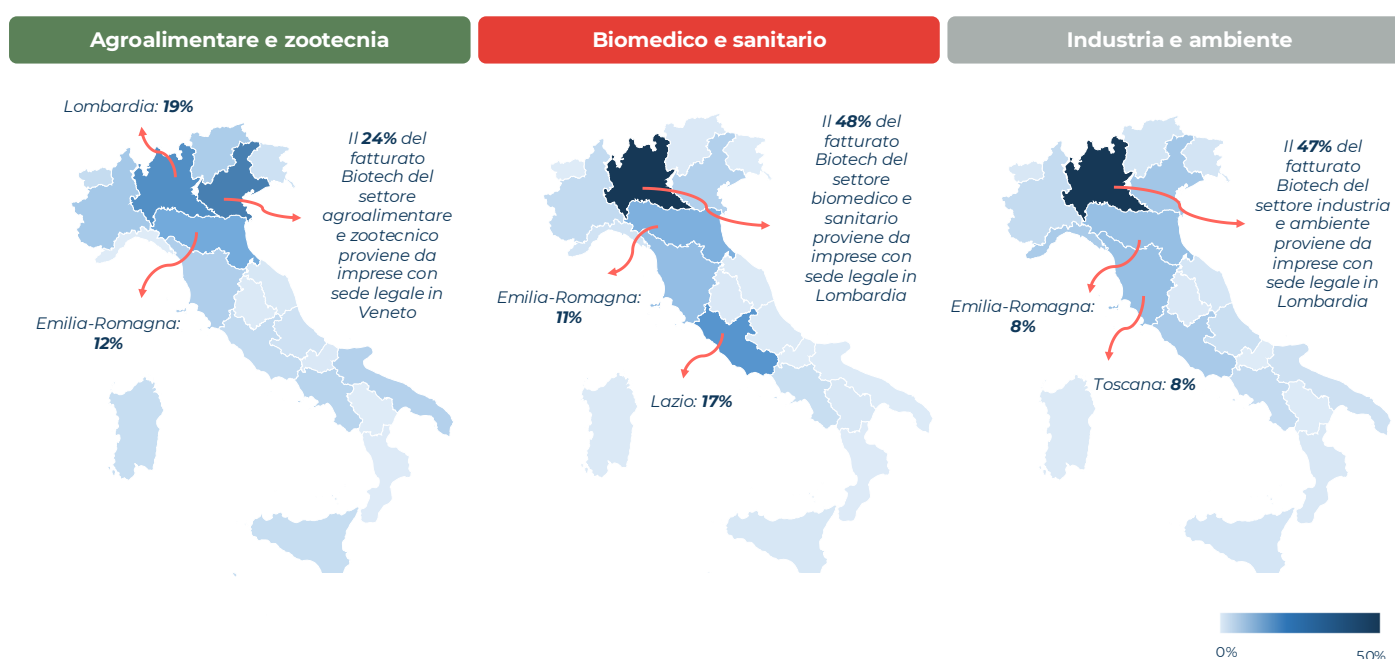 Agroalimentare e zootecnia
Biomedico e sanitario
Industria e ambiente
Lombardia: 19%
Il 24% del
fatturato
Biotech del
settore
agroalimentare
e zootecnico
proviene da
imprese con
sede legale in
Veneto
Emilia-Romagna:
12%
Il 48% del
fatturato
Biotech del
settore
biomedico e
sanitario
proviene da
imprese con
sede legale in
Lombardia
Emilia-Romagna:
11%
Lazio: 17%
Il 47% del
fatturato
Biotech del
settore industria
e ambiente
proviene da
imprese con
sede legale in
Lombardia
Emilia-Romagna:
8%
Toscana: 8%
0%
50%